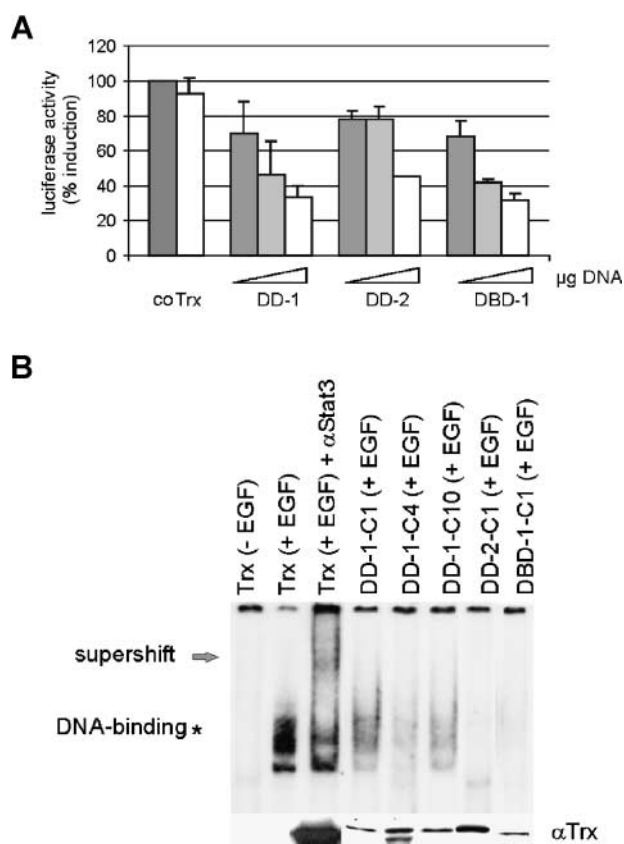 A
luciferase activity
(% induction)
120
100
80
60
40
20
0
coTrx
DD-1
DD-2
DBD-1
µg DNA
B
Trx (- EGF)
Trx (+ EGF)
Trx (+ EGF) + αStat3
DD-1-C1 (+ EGF)
DD-1-C4 (+ EGF)
DD-1-C10 (+ EGF)
DD-2-C1 (+ EGF)
DBD-1-C1 (+ EGF)
supershift
DNA-binding *
αTrx